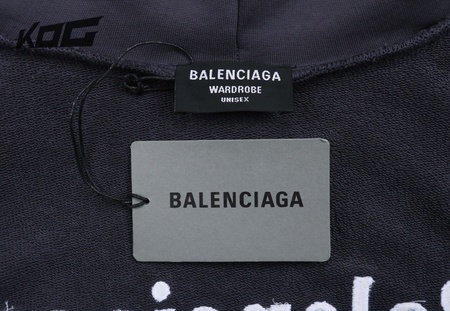 KOG
BALENCIAGA
WARDROBE
UNISEX
BALENCIAGA